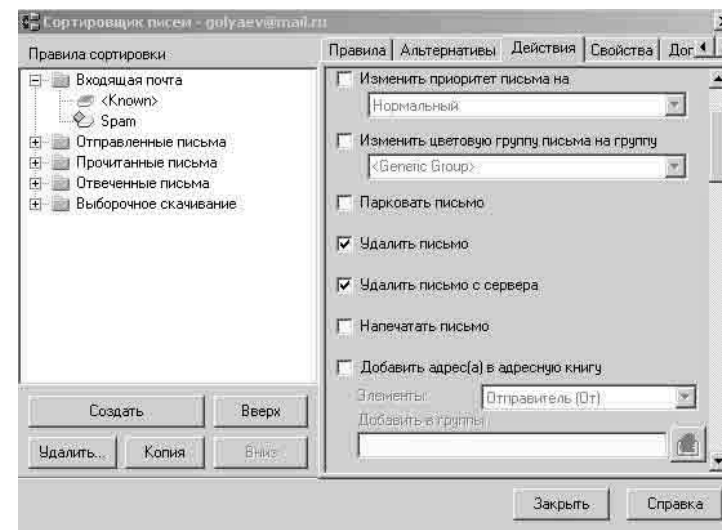 Сортировщик писем - golyaev@mail.ru
Правила сортировки
Входящая почта
<Known>
Spam
Отправленные письма
Прочитанные письма
Отвеченные письма
Выборочное скачивание
Создать
Вверх
Удалить...
Копия
Вниз
Правила
Альтернативы
Действия
Свойства
Изменить приоритет письма на
Нормальный
Изменить цветовую группу письма на группу
<Generic Group>
Парковать письмо
Удалить письмо
Удалить письмо с сервера
Напечатать письмо
Добавить адрес(а) в адресную книгу
Элементы:
Отправитель (От)
Добавить в группы
Закрыть
Справка